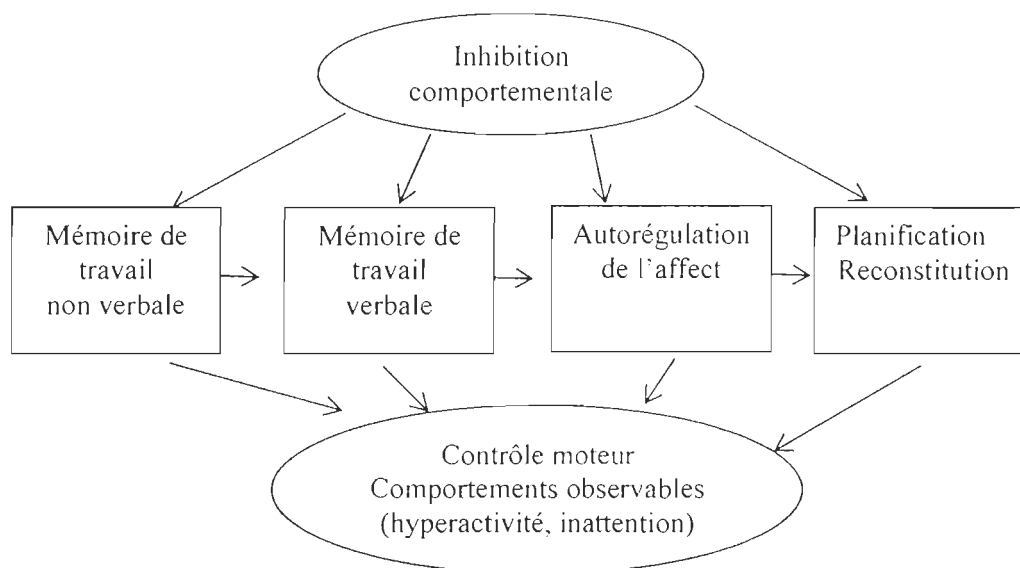 Inhibition
comportementale
Mémoire de
travail
non verbale
Mémoire de
travail
verbale
Autorégulation
de l'affect
Planification
Reconstitution
Contrôle moteur
Comportements observables
(hyperactivité, inattention)